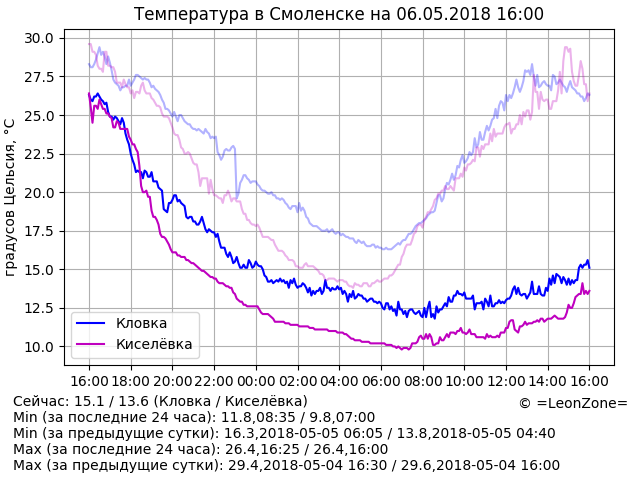 Температура в Смоленске на 06.05.2018 16:00
30.0
27.5
25.0
22.5
20.0
17.5
15.0
12.5
10.0
градусов Цельсия, °C
Кловка
Киселёвка
16:00 18:00 20:00 22:00 00:00 02:00 04:00 06:00 08:00 10:00 12:00 14:00 16:00
© =LeonZone=
Сейчас: 15.1 / 13.6 (Кловка / Киселёвка)
Min (за последние 24 часа): 11.8,08:35 / 9.8,07:00
Min (за предыдущие сутки): 16.3,2018-05-05 06:05 / 13.8,2018-05-05 04:40
Max (за последние 24 часа): 26.4,16:25 / 26.4,16:00
Max (за предыдущие сутки): 29.4,2018-05-04 16:30 / 29.6,2018-05-04 16:00